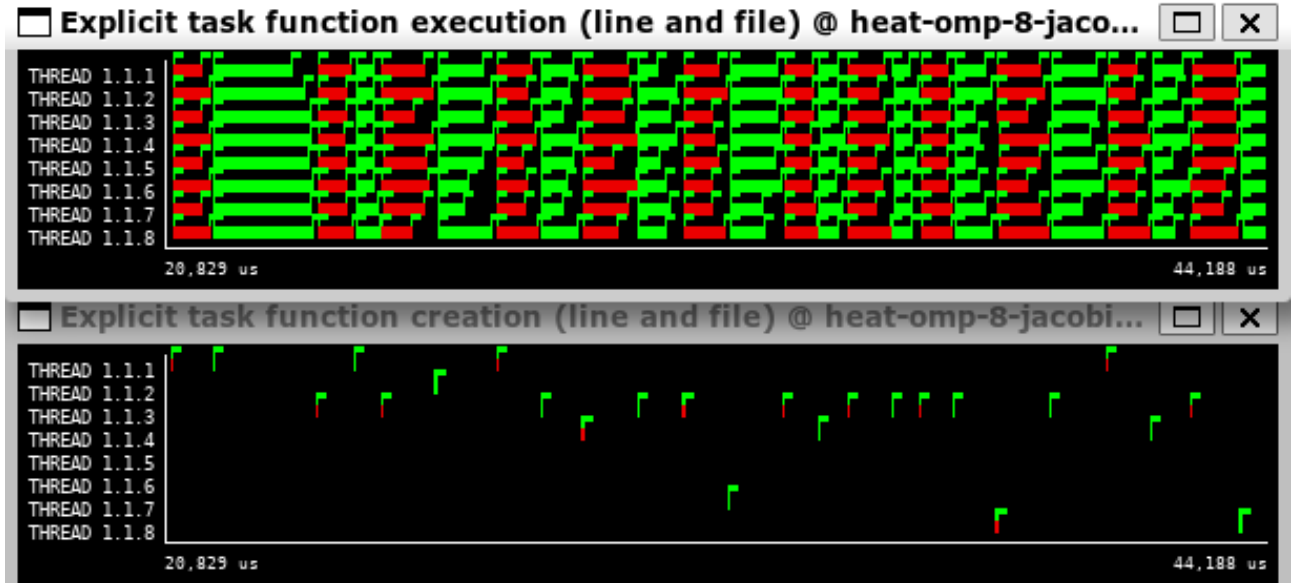 Explicit task function execution (line and file) @ heat-omp-8-jaco...
THREAD 1.1.1
THREAD 1.1.2
THREAD 1.1.3
THREAD 1.1.4
THREAD 1.1.5
THREAD 1.1.6
THREAD 1.1.7
THREAD 1.1.8
20,829 us
44,188 us
Explicit task function creation (line and file) @ heat-omp-8-jacobi...
THREAD 1.1.1
THREAD 1.1.2
THREAD 1.1.3
THREAD 1.1.4
THREAD 1.1.5
THREAD 1.1.6
THREAD 1.1.7
THREAD 1.1.8
20,829 us
44,188 us